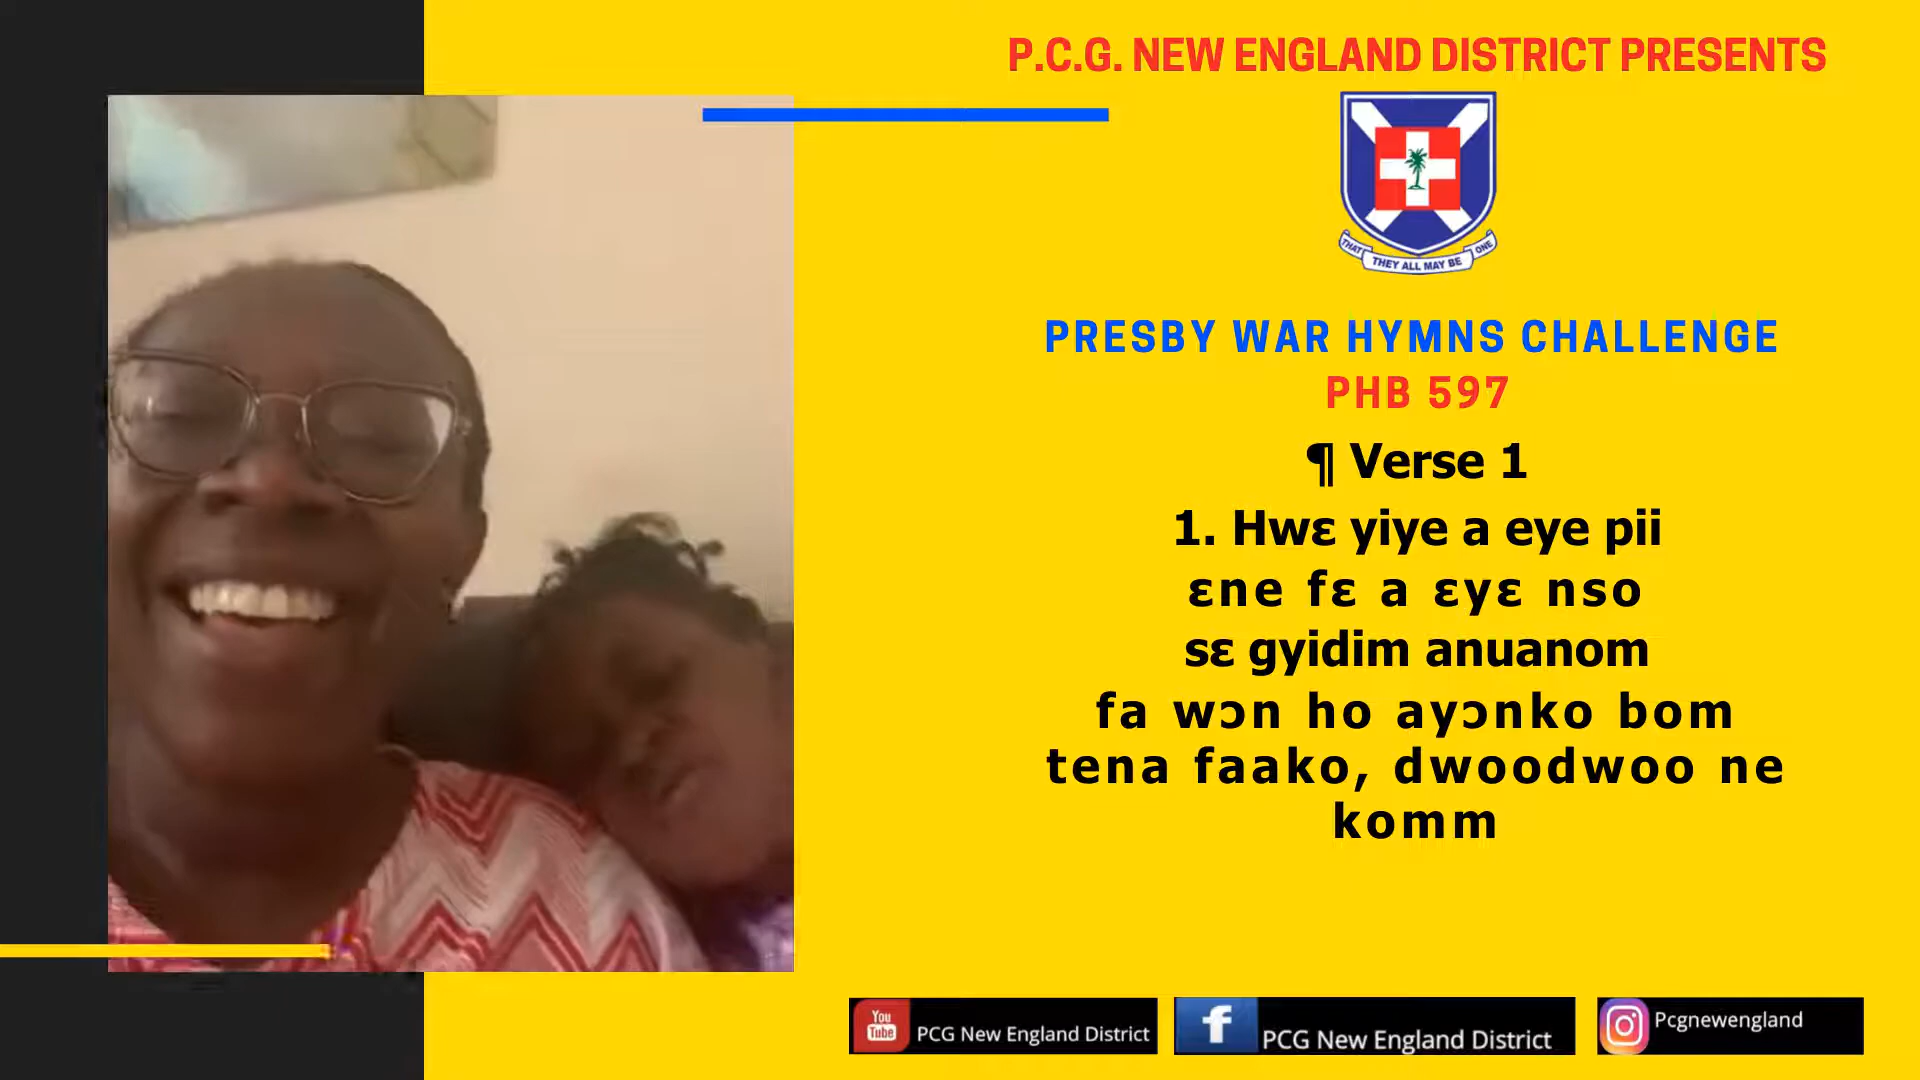 P.C.G. NEW ENGLAND DISTRICT PRESENTS
THAT THEY ALL MAY BE ONE
PRESBY WAR HYMNS CHALLENGE
PHB 597
¶ Verse 1
1. Hwɛ yiye a eye pii
ɛne fɛ a ɛyɛ nso
sɛ gyidim anuanom
fa wɔn ho ayɔnko bom
tena faako, dwoodwoo ne
komm
You Tube PCG New England District
f PCG New England District
Pcgnewengland